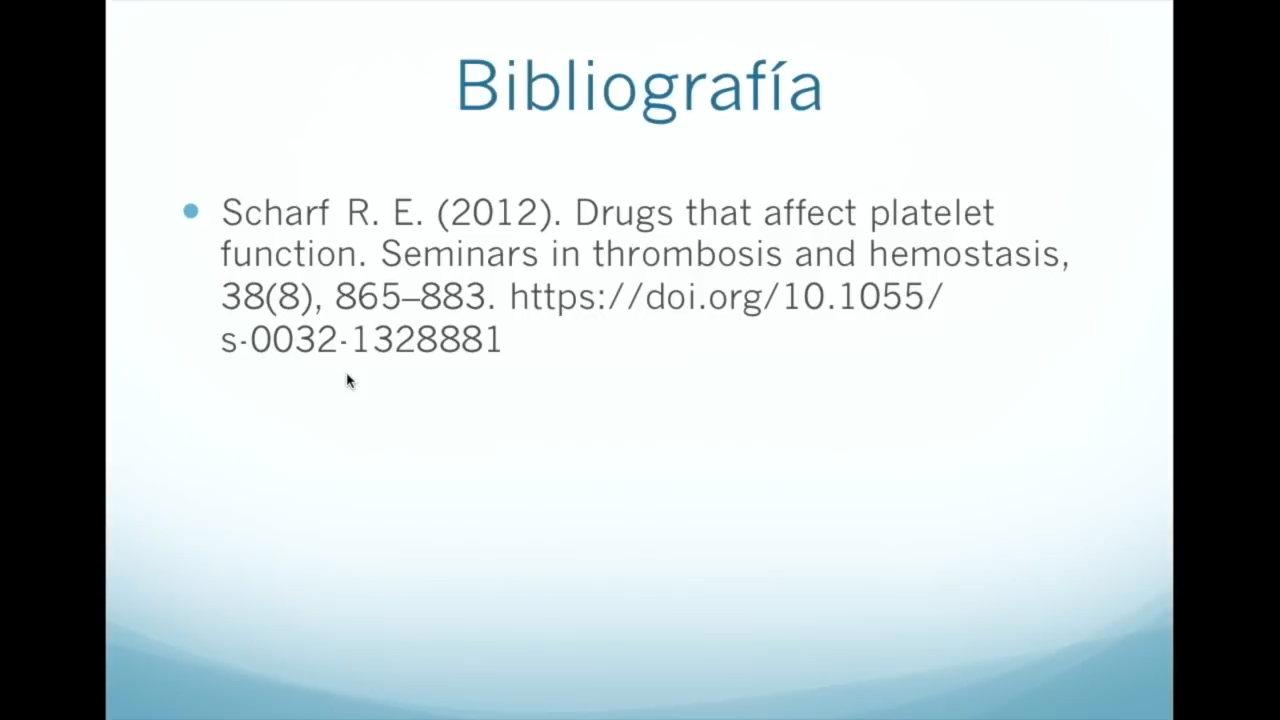 Bibliografía
• Scharf R. E. (2012). Drugs that affect platelet
function. Seminars in thrombosis and hemostasis,
38(8), 865–883. https://doi.org/10.1055/
s-0032-1328881